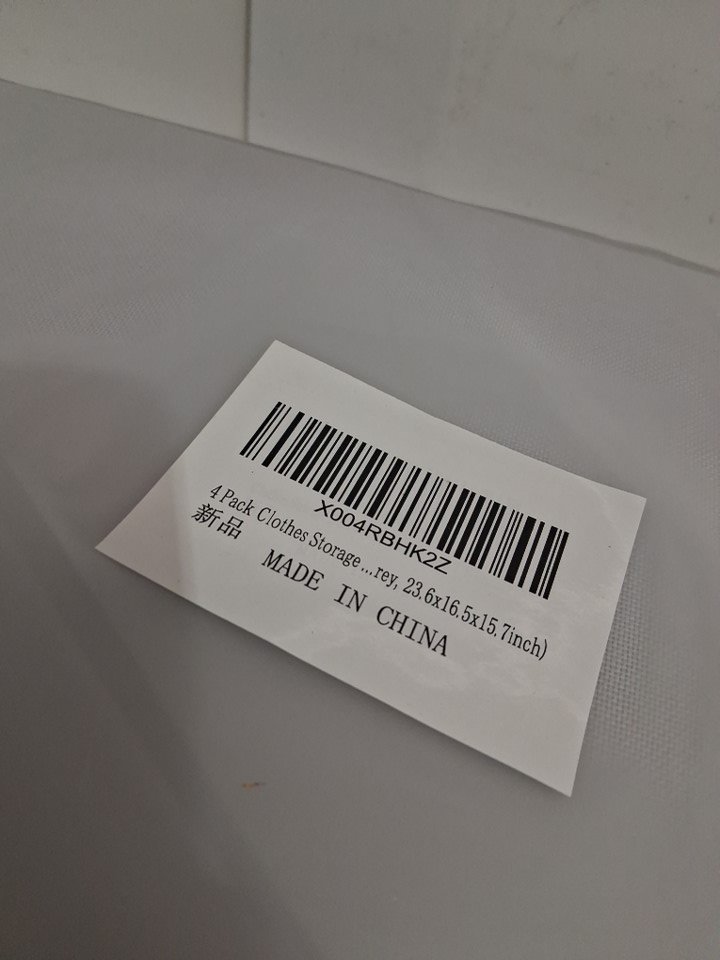 X004RBHK2Z
4 Pack Clothes Storage...rey, 23.6x16.5x15.7inch)
新品
MADE IN CHINA